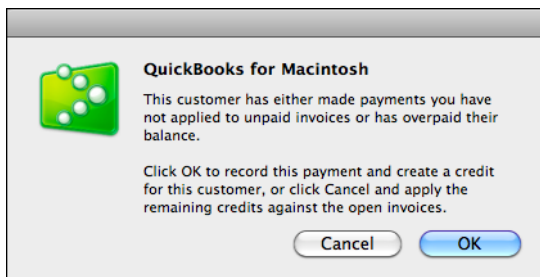 QuickBooks for Macintosh
This customer has either made payments you have
not applied to unpaid invoices or has overpaid their
balance.
Click OK to record this payment and create a credit
for this customer, or click Cancel and apply the
remaining credits against the open invoices.
Cancel OK